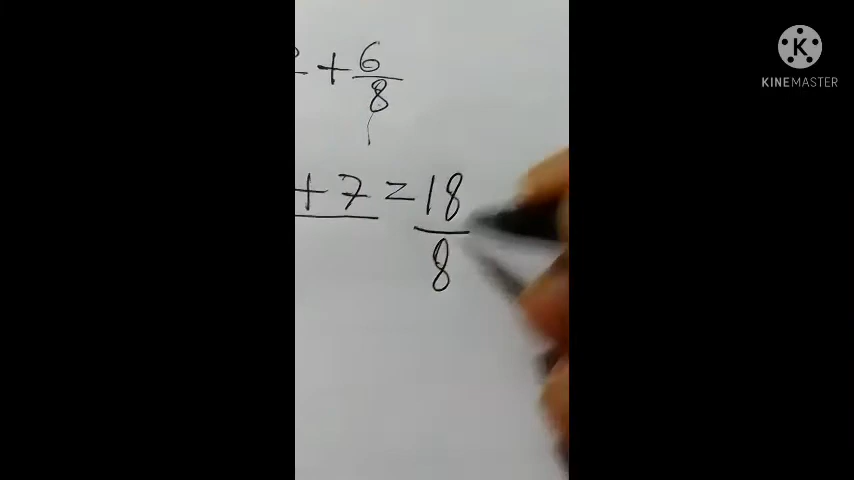 + 6/8
+ 7 = 18/8
K
KINEMASTER